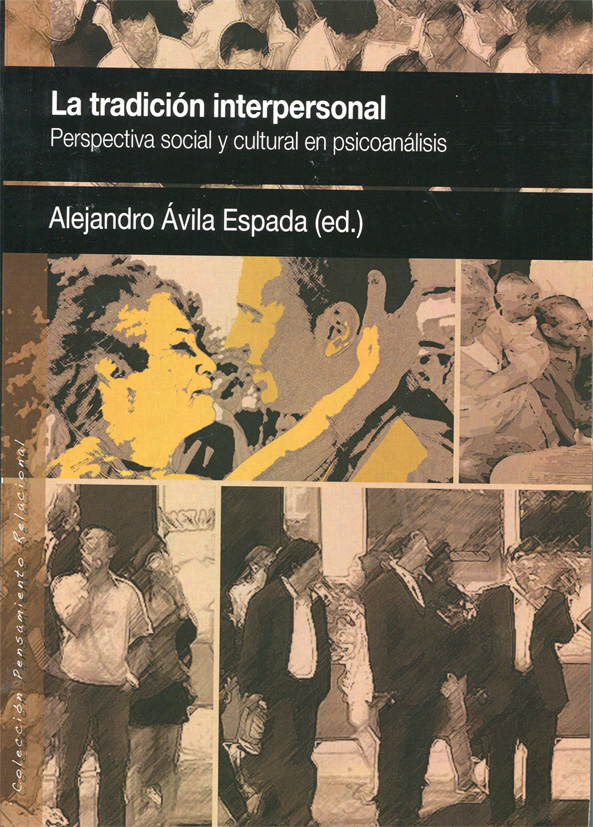 La tradición interpersonal
Perspectiva social y cultural en psicoanálisis
Alejandro Ávila Espada (ed.)
Colección Pensamiento Relacional